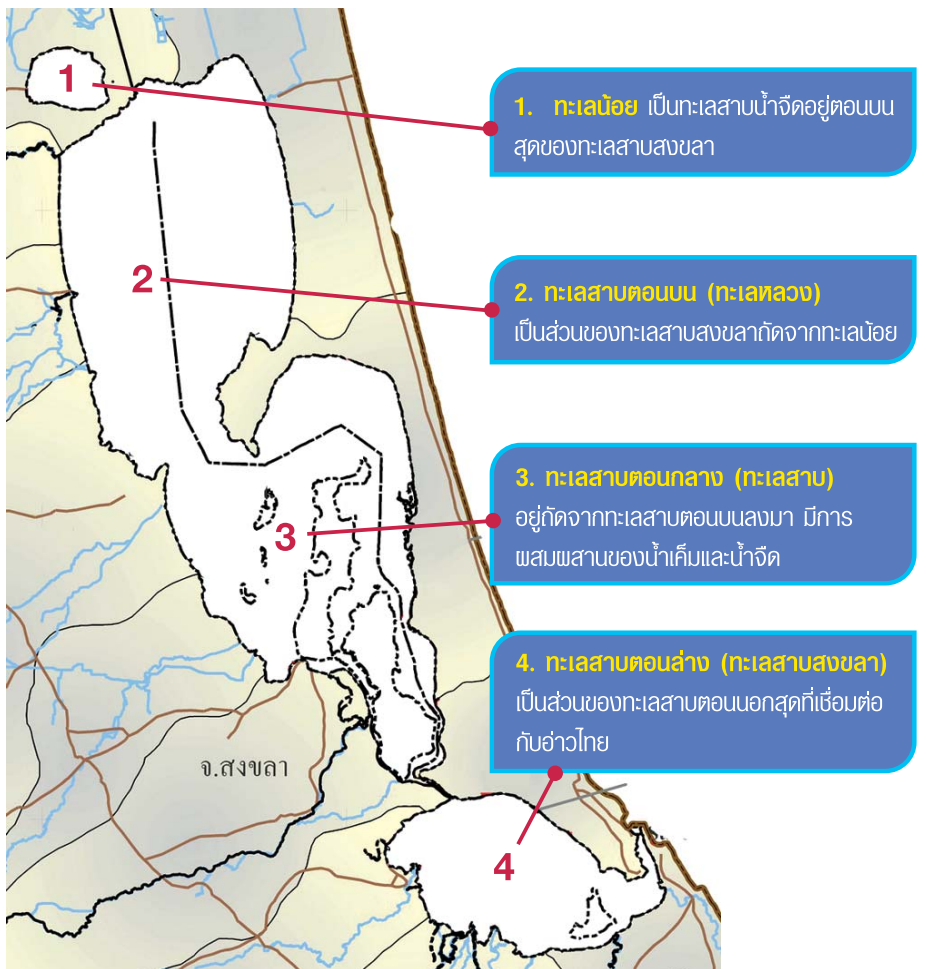 1
1. ทะเลน้อย เป็นทะเลสาบน้ำจืดอยู่ตอนบน
สุดของทะเลสาบสงขลา
2
2. ทะเลสาบตอนบน (ทะเลหลวง)
เป็นส่วนของทะเลสาบสงขลาถัดจากทะเลน้อย
3
3. ทะเลสาบตอนกลาง (ทะเลสาบ)
อยู่ถัดจากทะเลสาบตอนบนลงมา มีการ
ผสมผสานของน้ำเค็มและน้ำจืด
4. ทะเลสาบตอนล่าง (ทะเลสาบสงขลา)
เป็นส่วนของทะเลสาบตอนนอกสุดที่เชื่อมต่อ
กับอ่าวไทย
จ.สงขลา
4